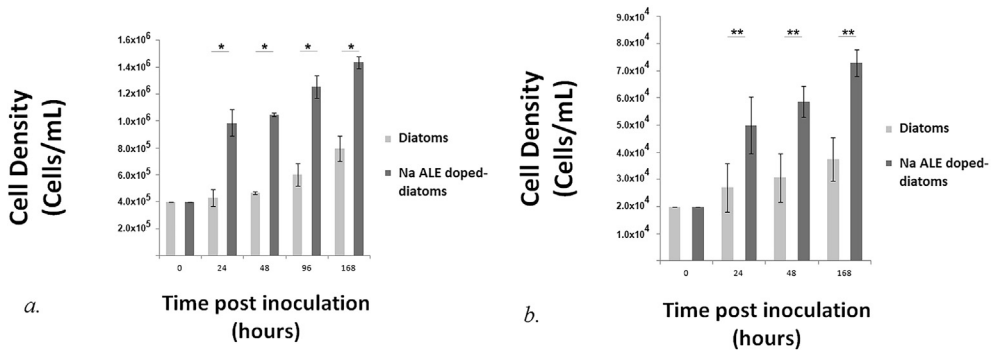 Cell Density
(Cells/mL)
1.6x10⁶
1.4x10⁶
1.2x10⁶
1.0x10⁶
8.0x10⁵
6.0x10⁵
4.0x10⁵
2.0x10⁵
* * * *
0 24 48 96 168
Time post inoculation
(hours)
Diatoms
Na ALE doped-
diatoms
a.
Cell Density
(Cells/mL)
9.0x10⁴
8.0x10⁴
7.0x10⁴
6.0x10⁴
5.0x10⁴
4.0x10⁴
3.0x10⁴
2.0x10⁴
1.0x10⁴
** ** **
0 24 48 168
Time post inoculation
(hours)
Diatoms
Na ALE doped-
diatoms
b.